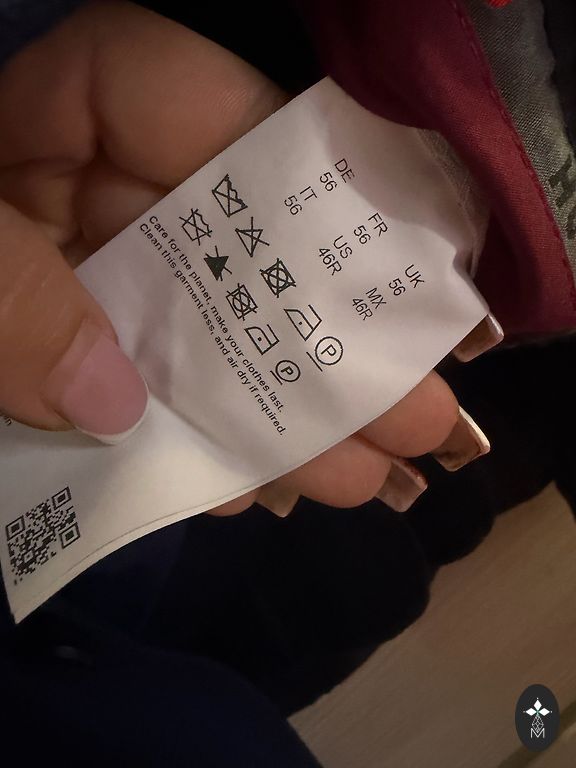 DE FR UK
56 56 56
IT US MX
56 46R 46R
P
P
Care for the planet, make your clothes last.
Clean this garment less, and air dry if required.
M